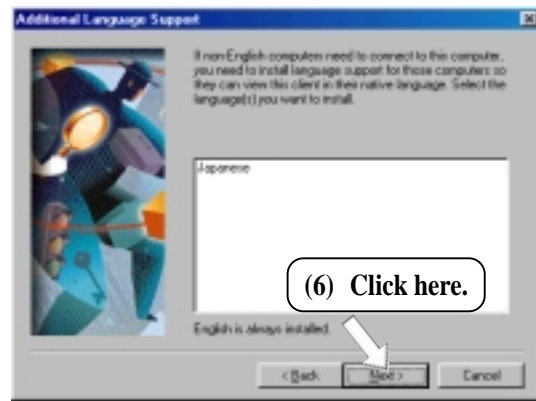 Additional Language Support
If non-English computers need to connect to this computer,
you need to install language support for those computers so
they can view this client in their native language. Select the
language(s) you want to install.
Japanese
(6) Click here.
English is always installed.
< Back
Next >
Cancel